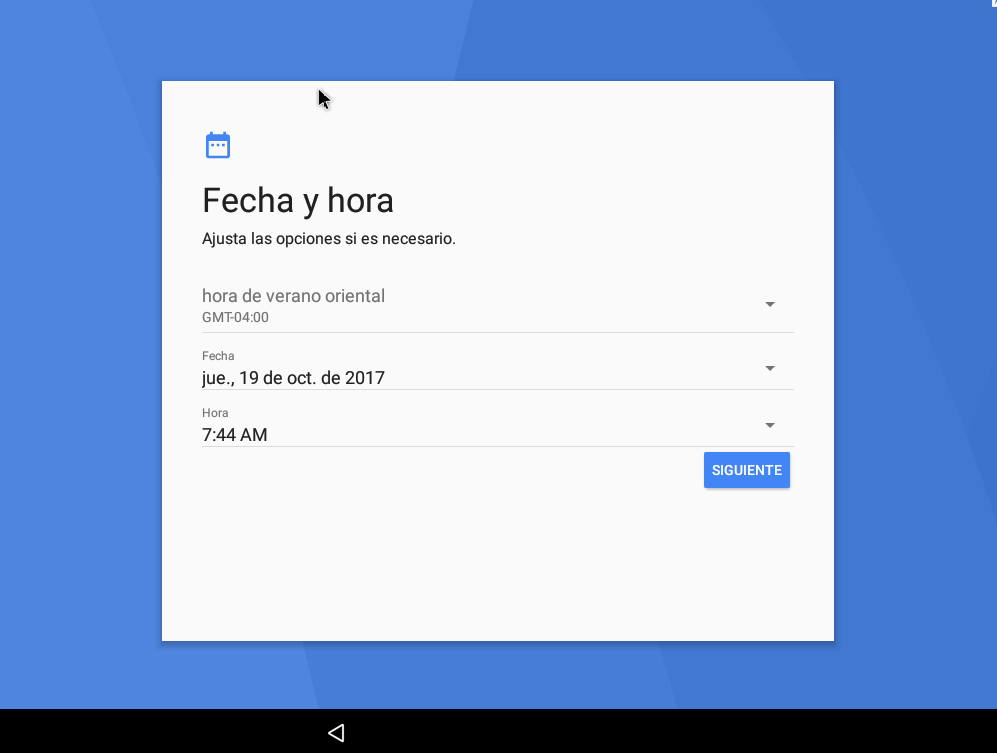 Fecha y hora
Ajusta las opciones si es necesario.
hora de verano oriental
GMT-04:00
Fecha
jue., 19 de oct. de 2017
Hora
7:44 AM
SIGUIENTE